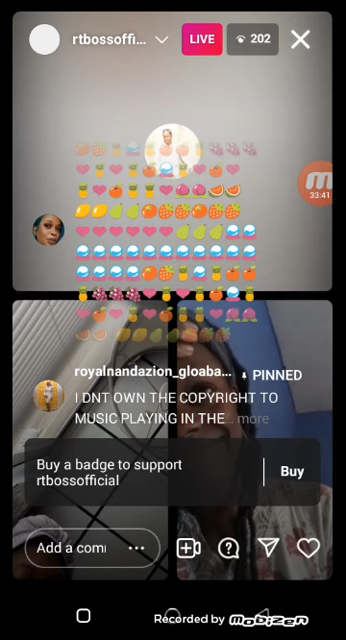 rtbossoffi...
LIVE
202
33:41
royalnandazion_gloaba...
PINNED
I DNT OWN THE COPYRIGHT TO
MUSIC PLAYING IN THE... more
Buy a badge to support
rtbossofficial
Buy
Add a com
Recorded by mobizen